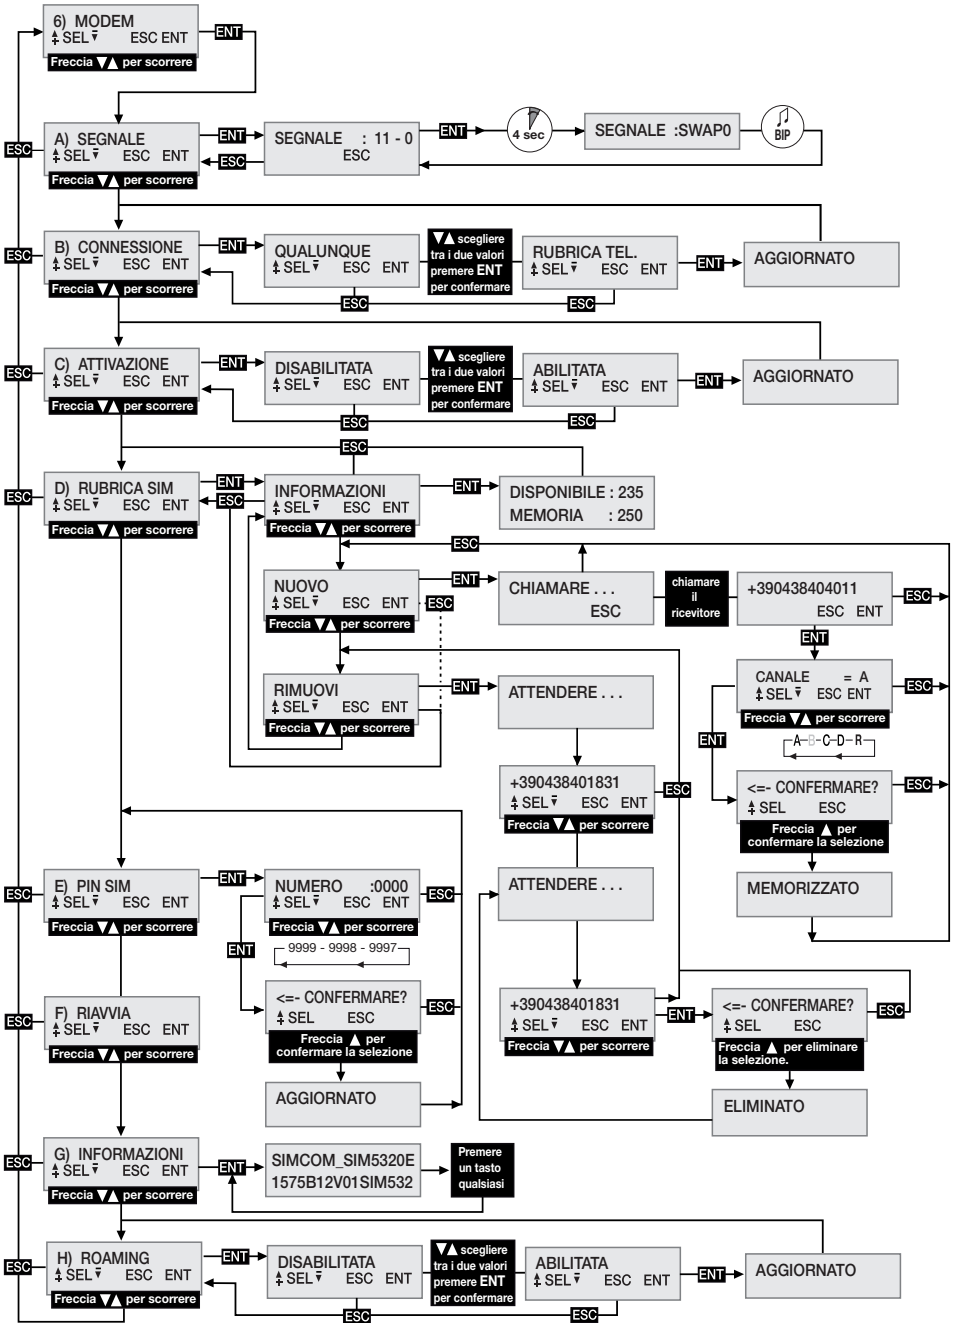 6) MODEM
SEL ESC ENT
Freccia ▼▲ per scorrere
ENT
A) SEGNALE
SEL ESC ENT
Freccia ▼▲ per scorrere
ESC
ENT
ESC
SEGNALE : 11 - 0
ESC
ENT
4 sec
SEGNALE :SWAP0
BIP
B) CONNESSIONE
SEL ESC ENT
Freccia ▼▲ per scorrere
ESC
ENT
QUALUNQUE
SEL ESC ENT
▼▲ scegliere
tra i due valori
premere ENT
per confermare
RUBRICA TEL.
SEL ESC ENT
ENT
AGGIORNATO
ESC
ESC
C) ATTIVAZIONE
SEL ESC ENT
Freccia ▼▲ per scorrere
ESC
ENT
DISABILITATA
SEL ESC ENT
▼▲ scegliere
tra i due valori
premere ENT
per confermare
ABILITATA
SEL ESC ENT
ENT
AGGIORNATO
ESC
ESC
ESC
D) RUBRICA SIM
SEL ESC ENT
Freccia ▼▲ per scorrere
ESC
ENT
ESC
INFORMAZIONI
SEL ESC ENT
Freccia ▼▲ per scorrere
ENT
DISPONIBILE : 235
MEMORIA : 250
ESC
NUOVO
SEL ESC ENT
Freccia ▼▲ per scorrere
ENT
ESC
CHIAMARE . . .
ESC
chiamare
il
ricevitore
+390438404011
ESC ENT
ESC
ENT
RIMUOVI
SEL ESC ENT
Freccia ▼▲ per scorrere
ENT
ATTENDERE . . .
CANALE = A
SEL ESC ENT
Freccia ▼▲ per scorrere
ESC
A-B-C-D-R
ENT
+390438401831
SEL ESC ENT
Freccia ▼▲ per scorrere
ESC
<=- CONFERMARE?
SEL ESC
Freccia ▲ per
confermare la selezione
ESC
MEMORIZZATO
ATTENDERE . . .
E) PIN SIM
SEL ESC ENT
Freccia ▼▲ per scorrere
ESC
ENT
NUMERO :0000
SEL ESC ENT
Freccia ▼▲ per scorrere
ESC
9999 - 9998 - 9997
ENT
<=- CONFERMARE?
SEL ESC
Freccia ▲ per
confermare la selezione
ESC
AGGIORNATO
+390438401831
SEL ESC ENT
Freccia ▼▲ per scorrere
ENT
<=- CONFERMARE?
SEL ESC
Freccia ▲ per eliminare
la selezione.
ESC
ELIMINATO
F) RIAVVIA
SEL ESC ENT
Freccia ▼▲ per scorrere
ESC
G) INFORMAZIONI
SEL ESC ENT
Freccia ▼▲ per scorrere
ESC
ENT
SIMCOM_SIM5320E
1575B12V01SIM532
Premere
un tasto
qualsiasi
H) ROAMING
SEL ESC ENT
Freccia ▼▲ per scorrere
ESC
ENT
DISABILITATA
SEL ESC ENT
▼▲ scegliere
tra i due valori
premere ENT
per confermare
ABILITATA
SEL ESC ENT
ENT
AGGIORNATO
ESC
ESC